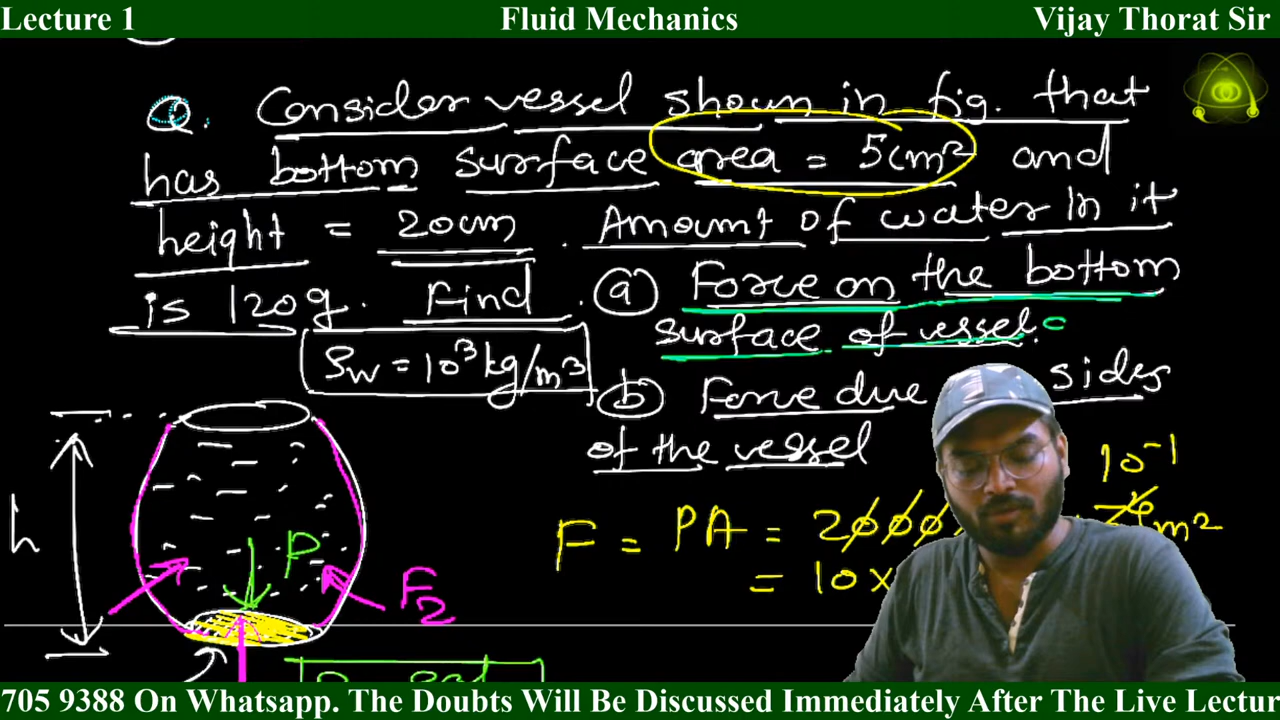 Lecture 1 Fluid Mechanics Vijay Thorat Sir
Q. Consider vessel shown in fig. that
has bottom surface area = 5cm² and
height = 20cm. Amount of water in it
is 120g. Find. (a) Force on the bottom
surface of vessel.
ρw = 10³ kg/m³
(b) Force due sides
of the vessel
10⁻¹
F = PA = 2000 m²
= 10 x
h
P
F2
705 9388 On Whatsapp. The Doubts Will Be Discussed Immediately After The Live Lectur